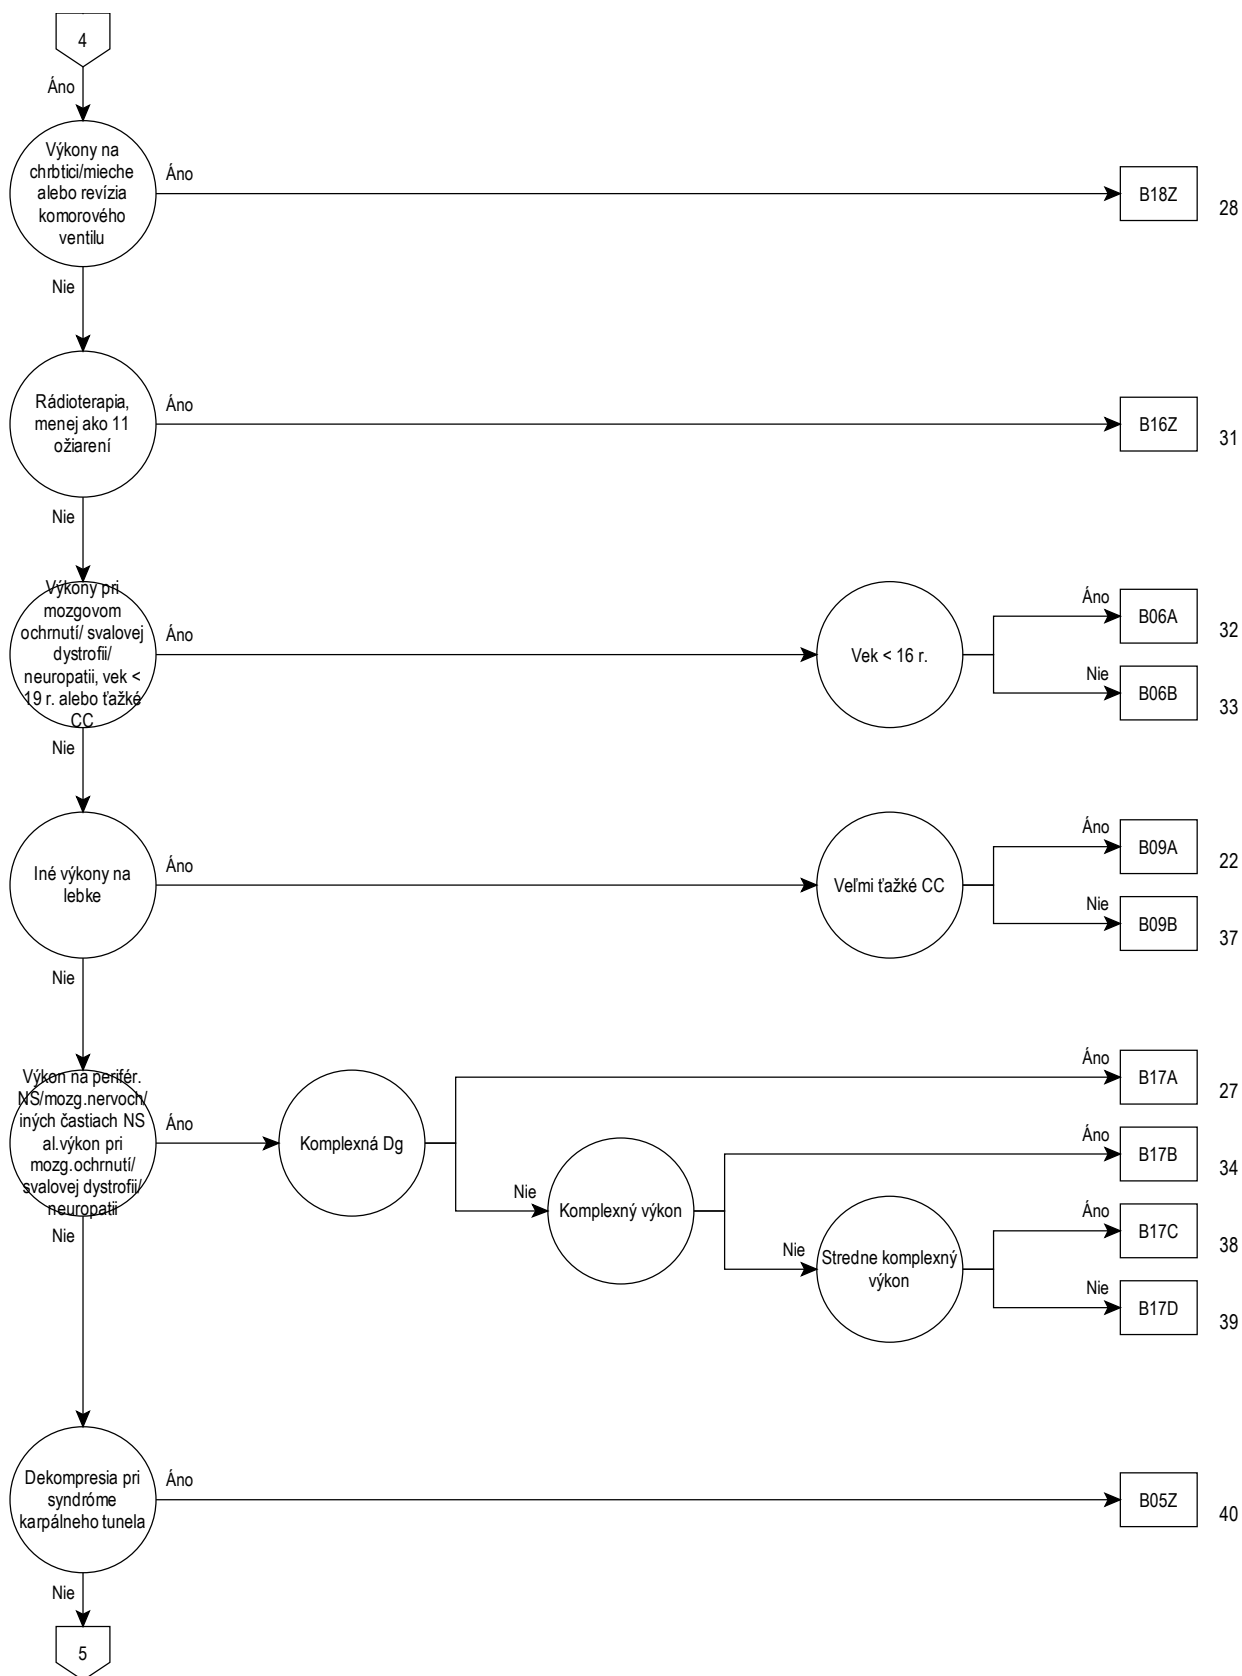 4
Áno
Výkony na
chrbtici/mieche
alebo revízia
komorového
ventilu
Áno
B18Z
28
Nie
Rádioterapia,
menej ako 11
ožiarení
Áno
B16Z
31
Nie
Výkony pri
mozgovom
ochrnutí/ svalovej
dystrofii/
neuropatii, vek <
19 r. alebo ťažké
CC
Áno
Vek < 16 r.
Áno
B06A
32
Nie
B06B
33
Nie
Iné výkony na
lebke
Áno
Veľmi ťažké CC
Áno
B09A
22
Nie
B09B
37
Nie
Výkon na perifér.
NS/mozg.nervoch/
iných častiach NS
al.výkon pri
mozg.ochrnutí/
svalovej dystrofii/
neuropatii
Áno
Komplexná Dg
Áno
B17A
27
Nie
Komplexný výkon
Áno
B17B
34
Nie
Stredne komplexný
výkon
Áno
B17C
38
Nie
B17D
39
Nie
Dekompresia pri
syndróme
karpálneho tunela
Áno
B05Z
40
Nie
5